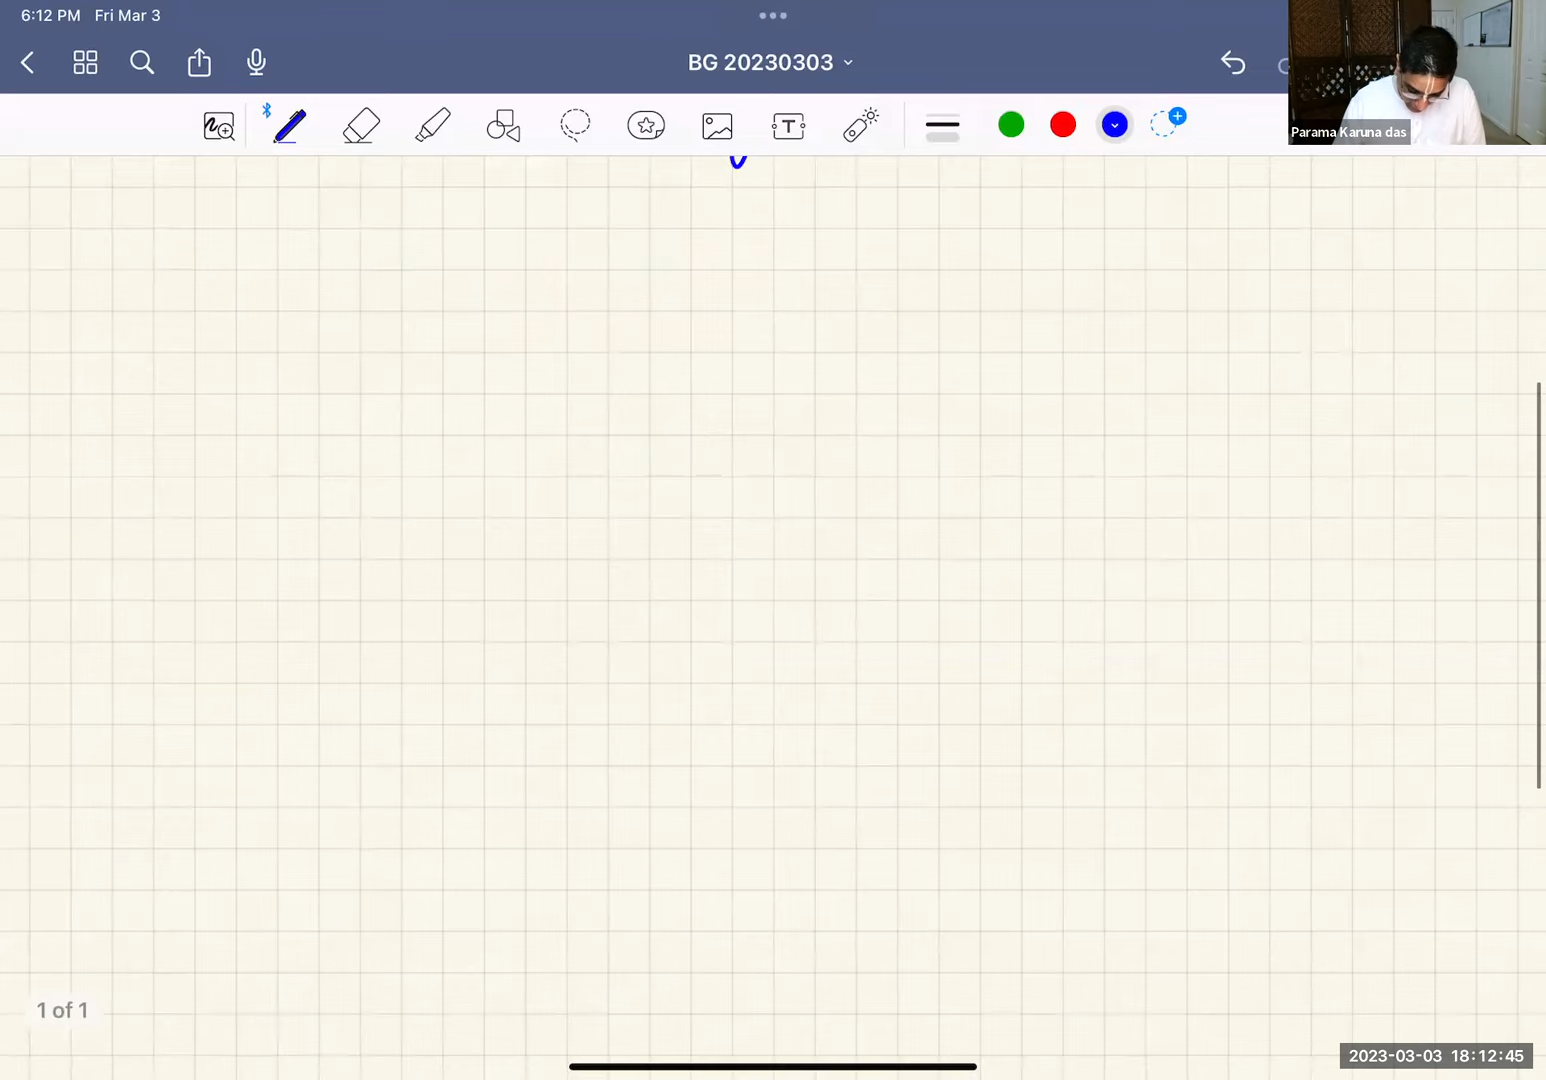 6:12 PM Fri Mar 3
BG 20230303
T
Parama Karuna das
1 of 1
2023-03-03 18:12:45